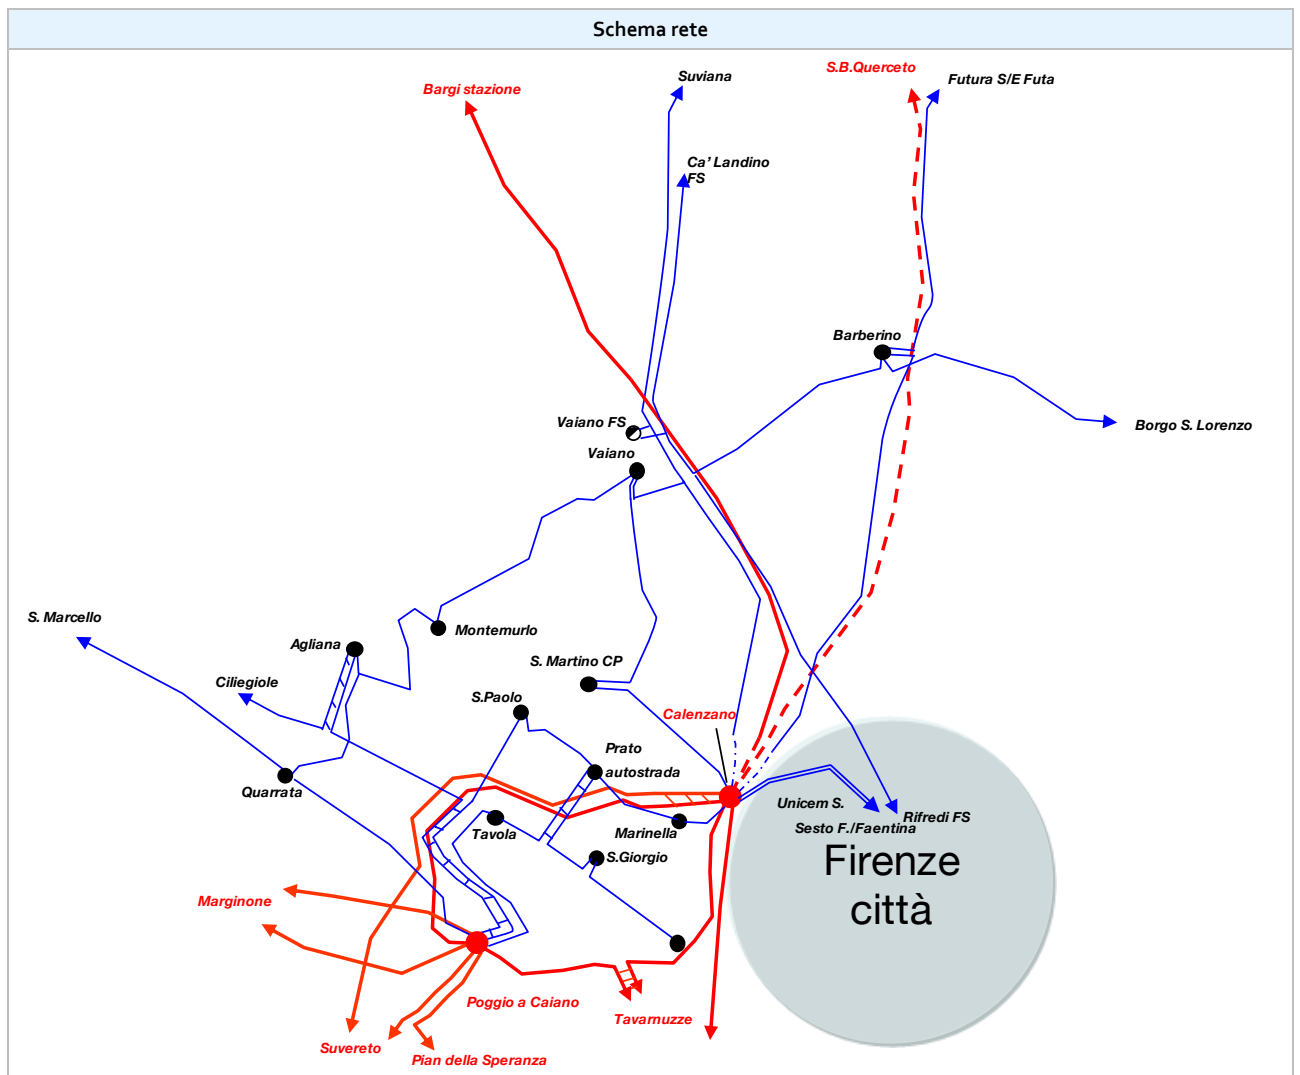 Schema rete
S.B.Querceto
Suviana
Futura S/E Futa
Bargi stazione
Ca' Landino
FS
Barberino
Vaiano FS
Borgo S. Lorenzo
Vaiano
S. Marcello
Montemurlo
Agliana
S. Martino CP
Ciliegiole
S.Paolo
Calenzano
Prato
autostrada
Quarrata
Unicem S.
Rifredi FS
Sesto F./Faentina
Tavola
Marinella
S.Giorgio
Firenze
città
Marginone
Poggio a Caiano
Tavarnuzze
Suvereto
Pian della Speranza